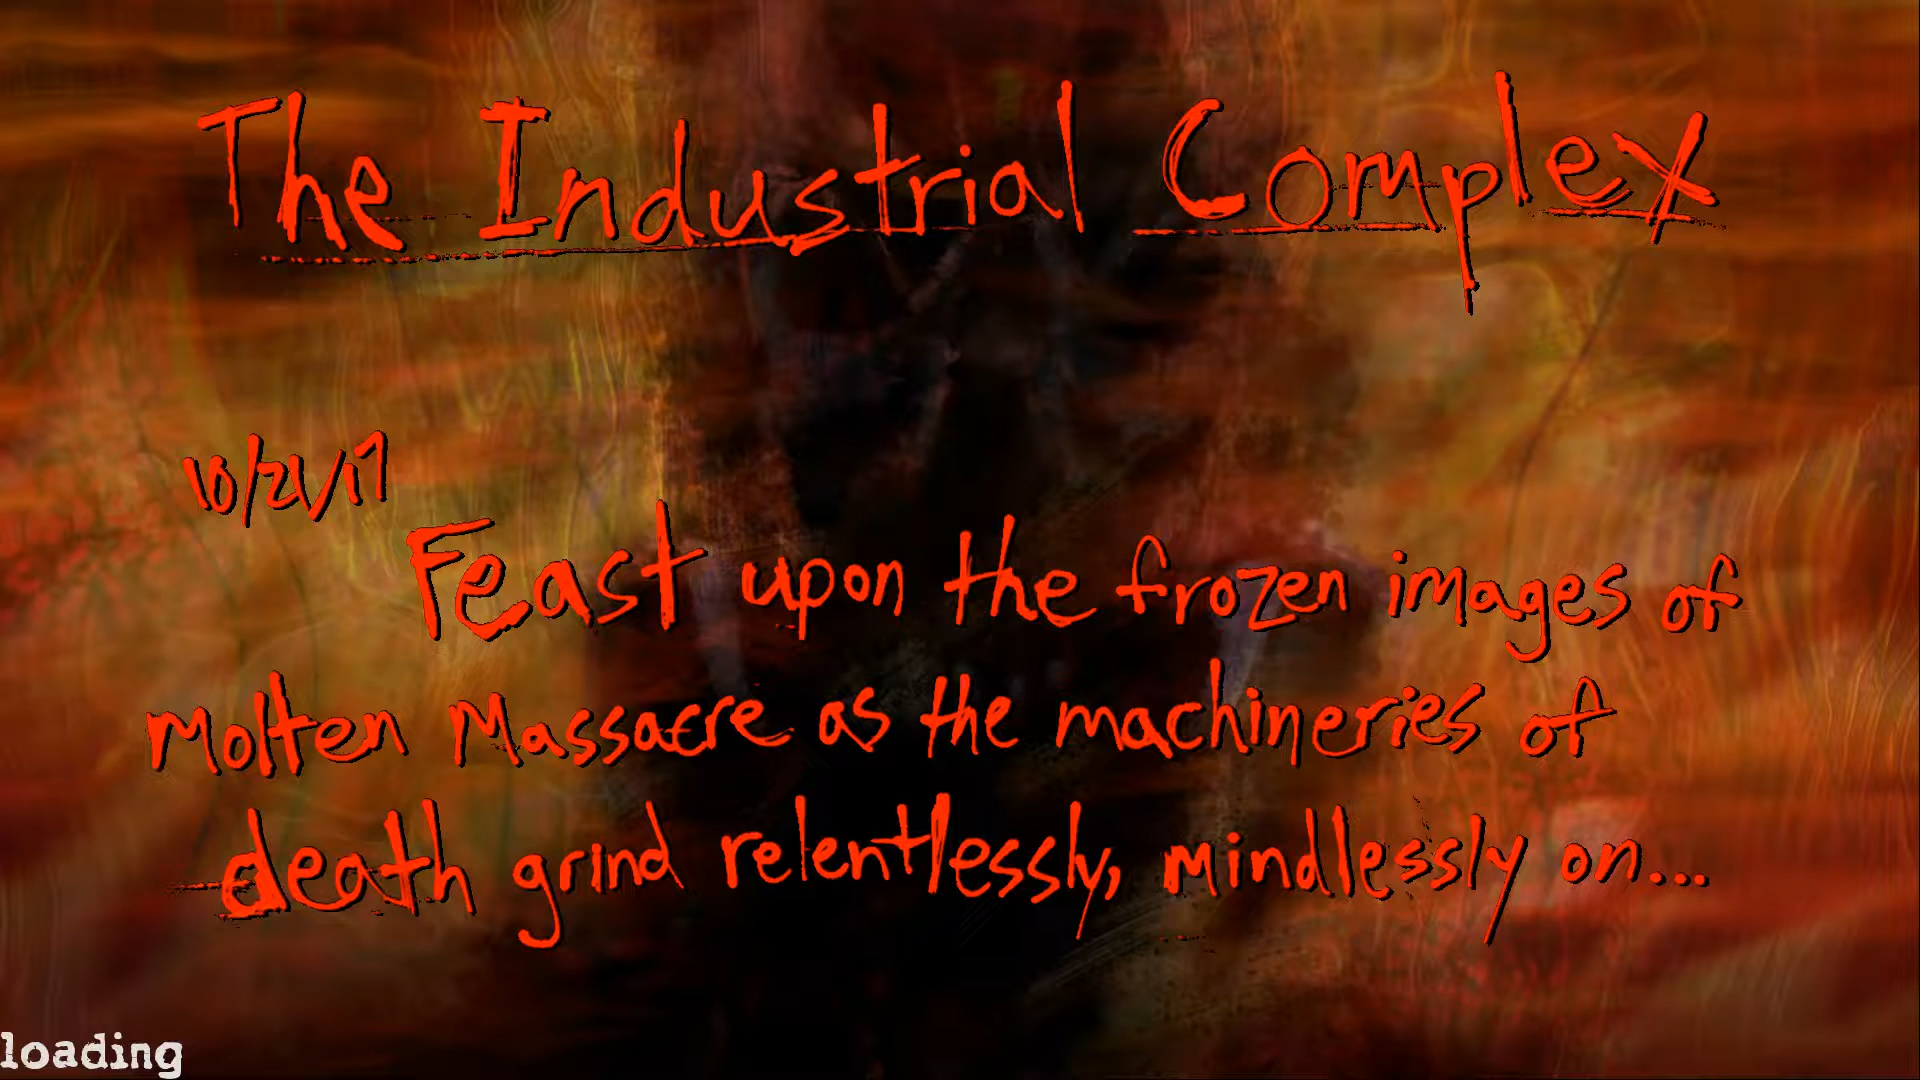 The Industrial Complex
10/21/17
Feast upon the frozen images of
Molten Massacre as the machineries of
death grind relentlessly, mindlessly on...
loading